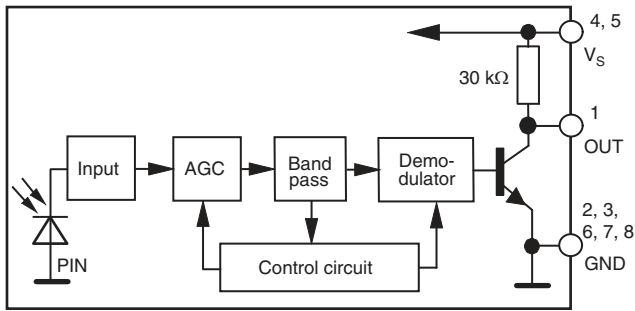 4, 5
V_S
30 kΩ
1
OUT
Input
AGC
Band
pass
Demo-
dulator
2, 3,
6, 7, 8
GND
PIN
Control circuit